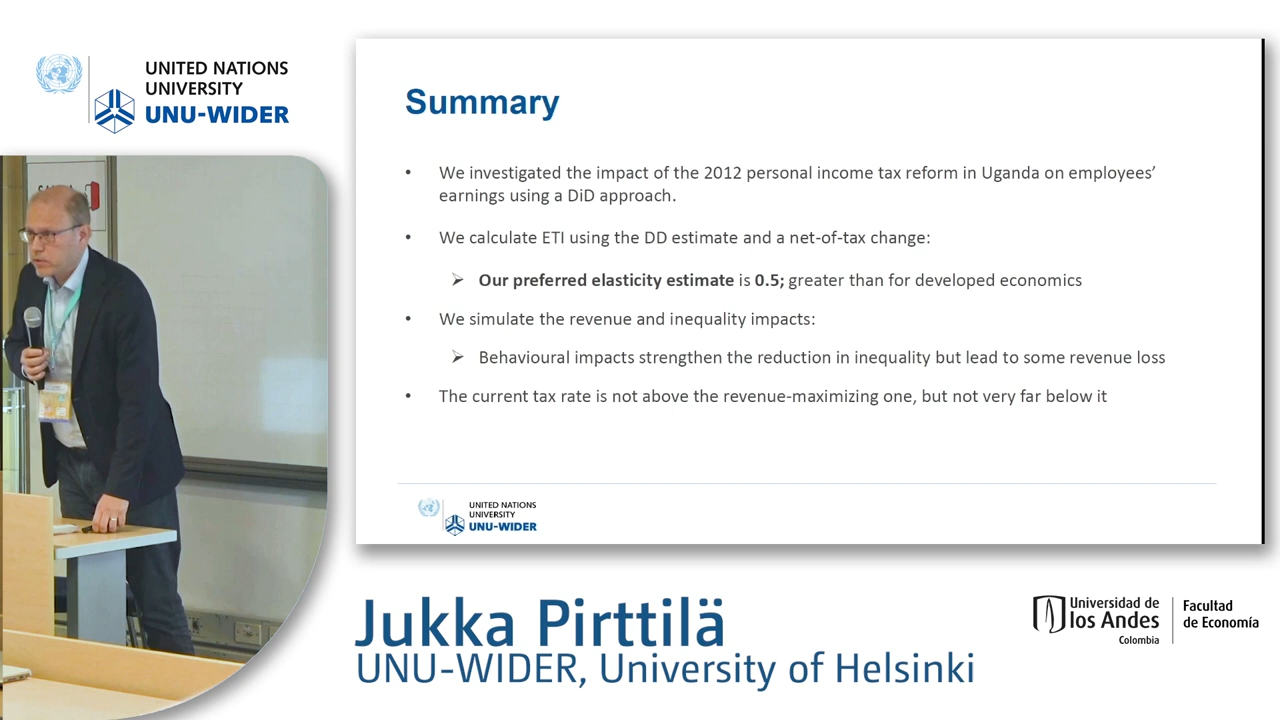 UNITED NATIONS
UNIVERSITY
UNU-WIDER
Summary
• We investigated the impact of the 2012 personal income tax reform in Uganda on employees’
earnings using a DiD approach.
• We calculate ETI using the DD estimate and a net-of-tax change:
➢ Our preferred elasticity estimate is 0.5; greater than for developed economics
• We simulate the revenue and inequality impacts:
➢ Behavioural impacts strengthen the reduction in inequality but lead to some revenue loss
• The current tax rate is not above the revenue-maximizing one, but not very far below it
UNITED NATIONS
UNIVERSITY
UNU-WIDER
Jukka Pirttilä
UNU-WIDER, University of Helsinki
Universidad de
los Andes
Colombia
Facultad
de Economía